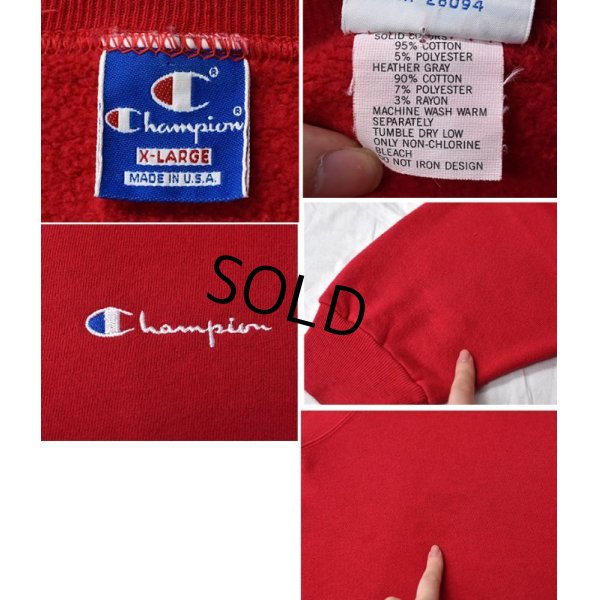 Champion
X-LARGE
MADE IN U.S.A.
28094
SOLID COLORS:
95% COTTON
5% POLYESTER
HEATHER GRAY
90% COTTON
7% POLYESTER
3% RAYON
MACHINE WASH WARM
SEPARATELY
TUMBLE DRY LOW
ONLY NON-CHLORINE
BLEACH
DO NOT IRON DESIGN
SOLD
Champion